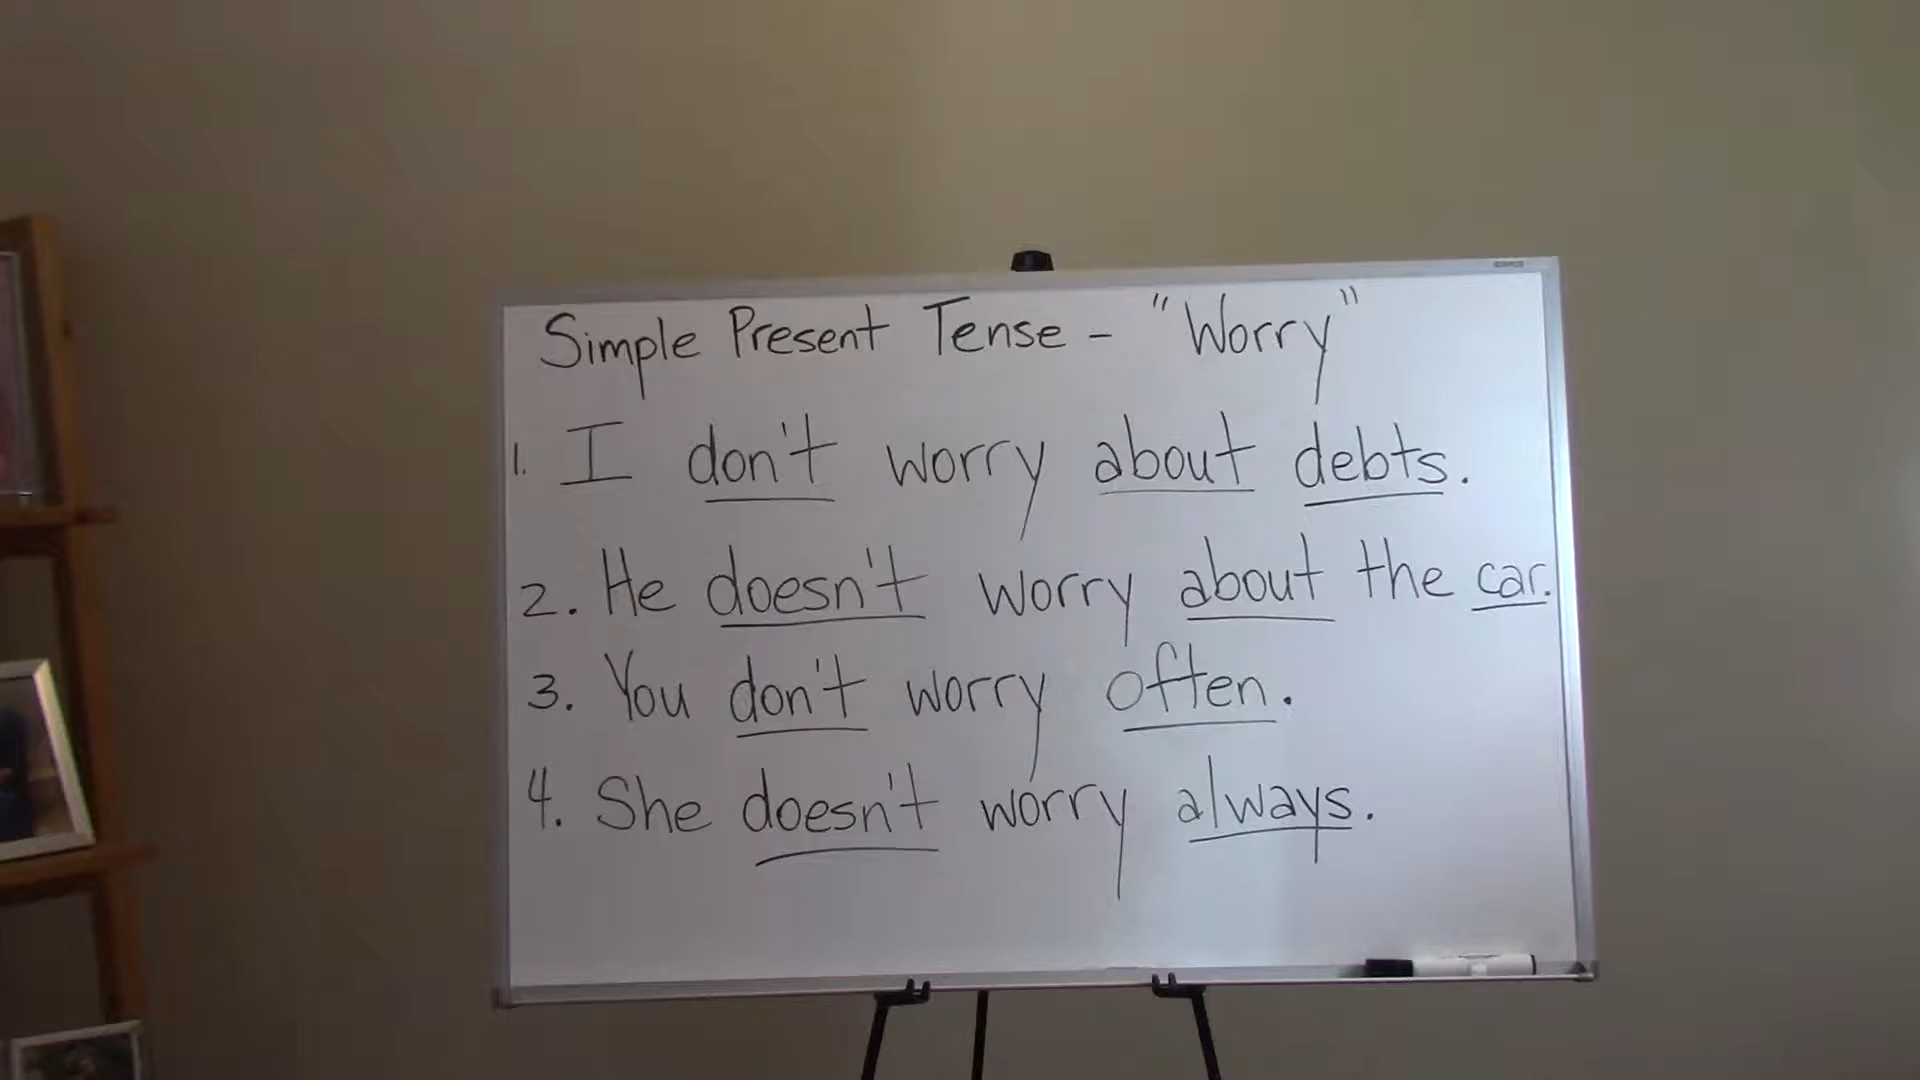 Simple Present Tense - "Worry"
1. I don't worry about debts.
2. He doesn't worry about the car.
3. You don't worry often.
4. She doesn't worry always.